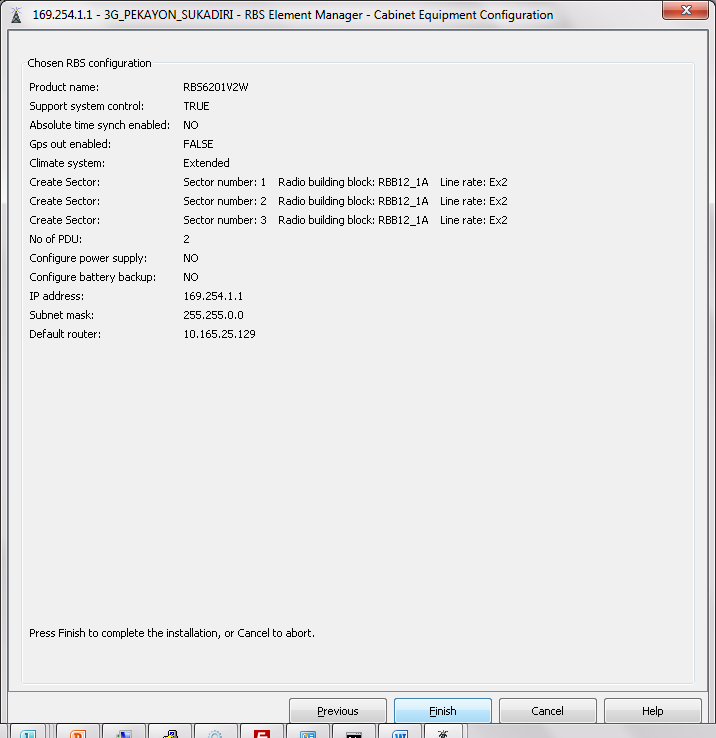 169.254.1.1 - 3G_PEKAYON_SUKADIRI - RBS Element Manager - Cabinet Equipment Configuration
Chosen RBS configuration
Product name: RBS6201V2W
Support system control: TRUE
Absolute time synch enabled: NO
Gps out enabled: FALSE
Climate system: Extended
Create Sector: Sector number: 1 Radio building block: RBB12_1A Line rate: Ex2
Create Sector: Sector number: 2 Radio building block: RBB12_1A Line rate: Ex2
Create Sector: Sector number: 3 Radio building block: RBB12_1A Line rate: Ex2
No of PDU: 2
Configure power supply: NO
Configure battery backup: NO
IP address: 169.254.1.1
Subnet mask: 255.255.0.0
Default router: 10.165.25.129
Press Finish to complete the installation, or Cancel to abort.
Previous Finish Cancel Help